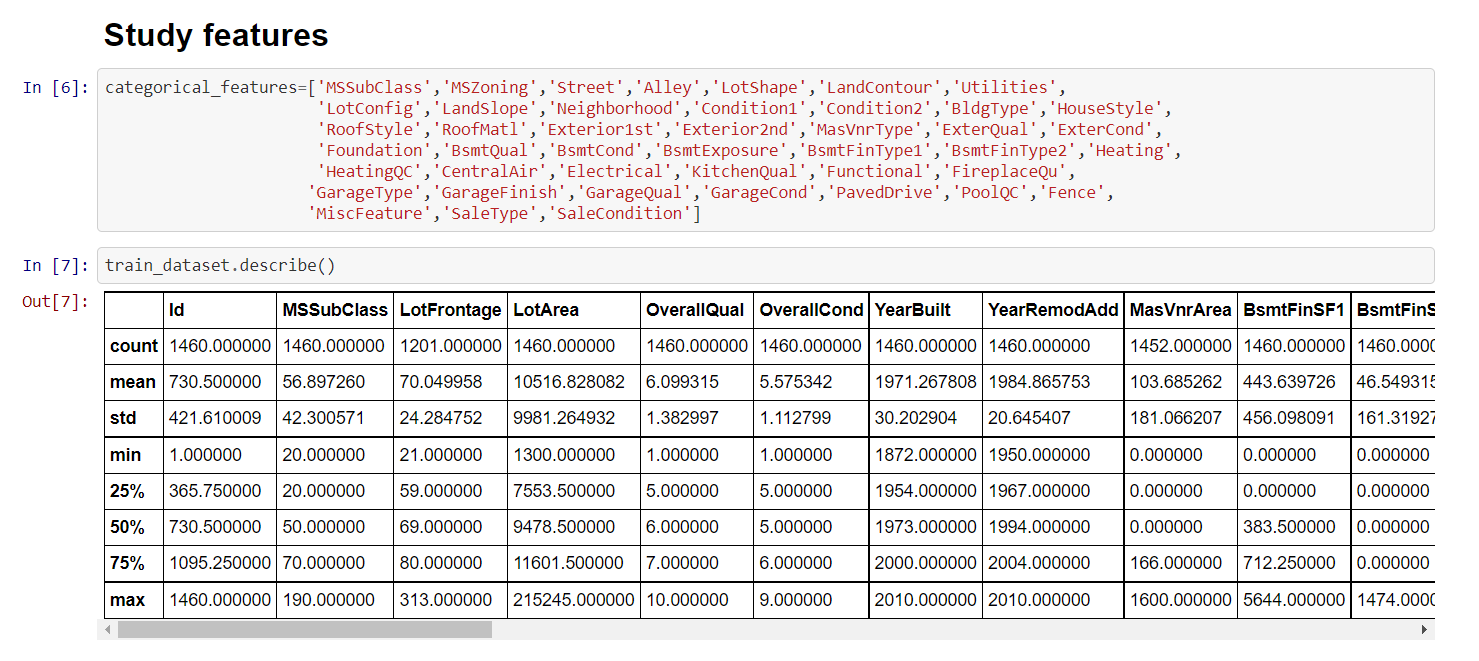 Study features
In [6]: categorical_features=['MSSubClass','MSZoning','Street','Alley','LotShape','LandContour','Utilities',
'LotConfig','LandSlope','Neighborhood','Condition1','Condition2','BldgType','HouseStyle',
'RoofStyle','RoofMatl','Exterior1st','Exterior2nd','MasVnrType','ExterQual','ExterCond',
'Foundation','BsmtQual','BsmtCond','BsmtExposure','BsmtFinType1','BsmtFinType2','Heating',
'HeatingQC','CentralAir','Electrical','KitchenQual','Functional','FireplaceQu',
'GarageType','GarageFinish','GarageQual','GarageCond','PavedDrive','PoolQC','Fence',
'MiscFeature','SaleType','SaleCondition']
In [7]: train_dataset.describe()
Out[7]:
Id MSSubClass LotFrontage LotArea OverallQual OverallCond YearBuilt YearRemodAdd MasVnrArea BsmtFinSF1 BsmtFinS
count 1460.000000 1460.000000 1201.000000 1460.000000 1460.000000 1460.000000 1460.000000 1460.000000 1452.000000 1460.000000 1460.0000
mean 730.500000 56.897260 70.049958 10516.828082 6.099315 5.575342 1971.267808 1984.865753 103.685262 443.639726 46.549315
std 421.610009 42.300571 24.284752 9981.264932 1.382997 1.112799 30.202904 20.645407 181.066207 456.098091 161.31927
min 1.000000 20.000000 21.000000 1300.000000 1.000000 1.000000 1872.000000 1950.000000 0.000000 0.000000 0.000000
25% 365.750000 20.000000 59.000000 7553.500000 5.000000 5.000000 1954.000000 1967.000000 0.000000 0.000000 0.000000
50% 730.500000 50.000000 69.000000 9478.500000 6.000000 5.000000 1973.000000 1994.000000 0.000000 383.500000 0.000000
75% 1095.250000 70.000000 80.000000 11601.500000 7.000000 6.000000 2000.000000 2004.000000 166.000000 712.250000 0.000000
max 1460.000000 190.000000 313.000000 215245.000000 10.000000 9.000000 2010.000000 2010.000000 1600.000000 5644.000000 1474.0000